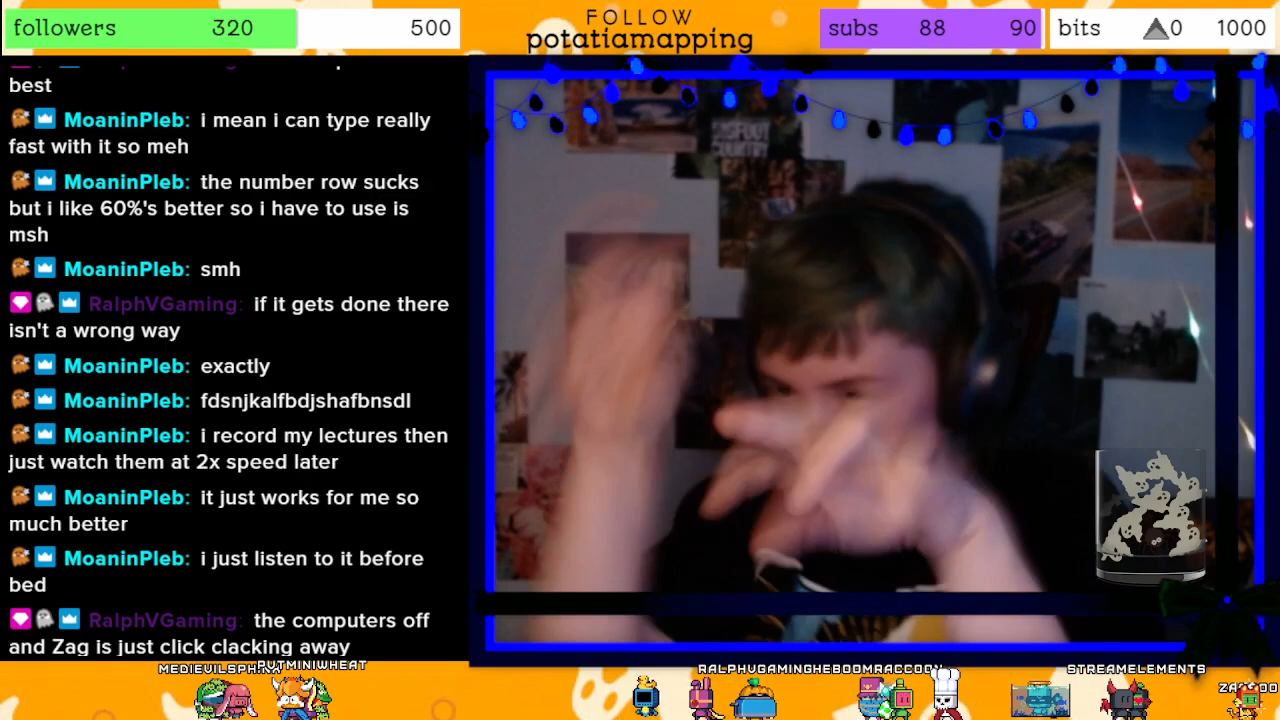 followers 320 500
FOLLOW
potatiamapping
subs 88 90
bits 0 1000
best
MoaninPleb: i mean i can type really
fast with it so meh
MoaninPleb: the number row sucks
but i like 60%'s better so i have to use is
msh
MoaninPleb: smh
RalphVGaming: if it gets done there
isn't a wrong way
MoaninPleb: exactly
MoaninPleb: fdsnjkalfbdjshafbnsdl
MoaninPleb: i record my lectures then
just watch them at 2x speed later
MoaninPleb: it just works for me so
much better
MoaninPleb: i just listen to it before
bed
RalphVGaming: the computers off
and Zag is just click clacking away
BIGFOOT
COUNTRY
STREAMELEMENTS